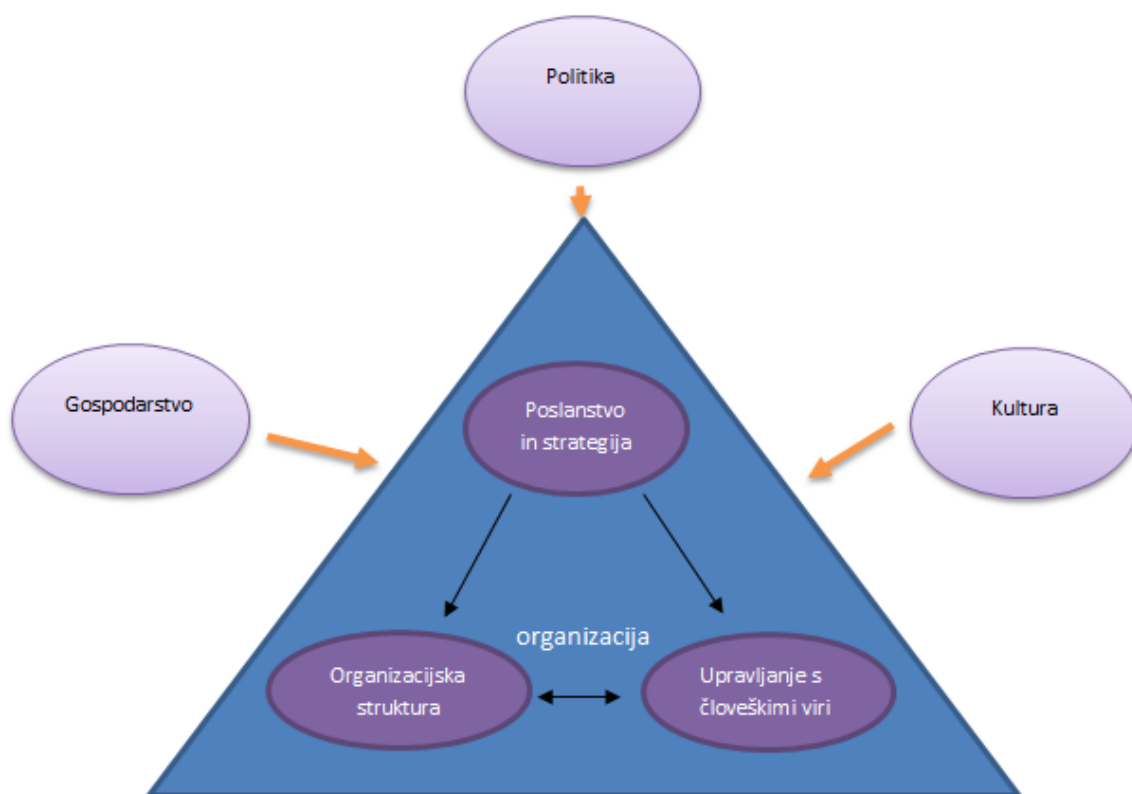 Politika
Gospodarstvo
Kultura
Poslanstvo
in strategija
organizacija
Organizacijska
struktura
Upravljanje s
človeškimi viri